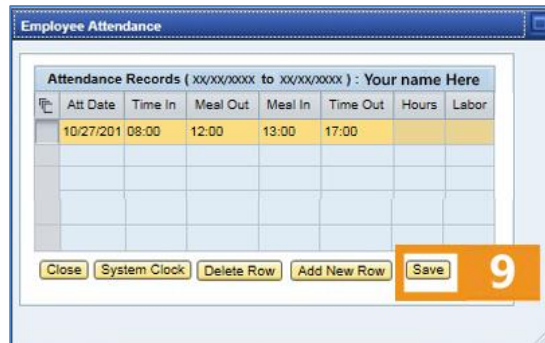 Employee Attendance
Attendance Records ( xx/xx/xxxx to xx/xx/xxxx ) : Your name Here
Att Date Time In Meal Out Meal In Time Out Hours Labor
10/27/201 08:00 12:00 13:00 17:00
Close System Clock Delete Row Add New Row Save 9